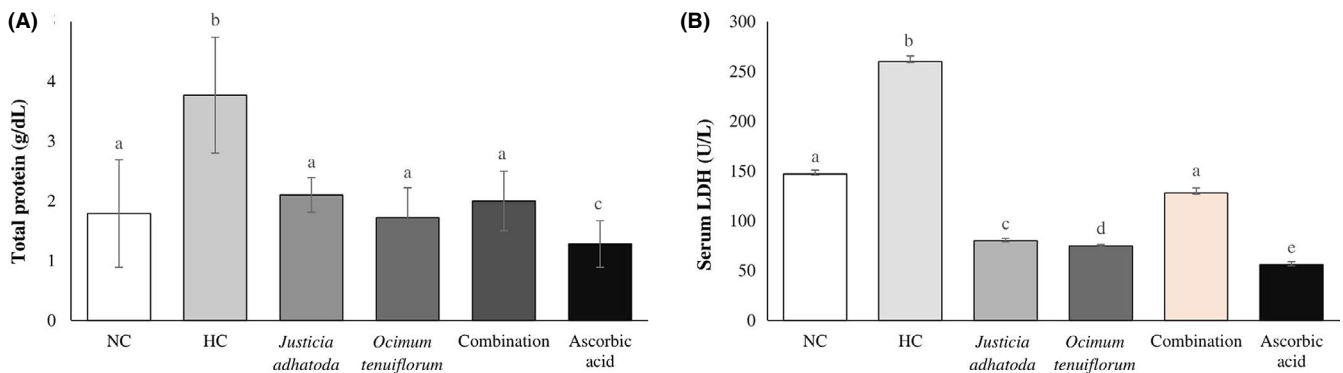 (A)
Total protein (g/dL)
4
3
2
1
0
a
b
a
a
a
c
NC
HC
Justicia
adhatoda
Ocimum
tenuiflorum
Combination
Ascorbic
acid
(B)
Serum LDH (U/L)
300
250
200
150
100
50
0
a
b
c
d
a
e
NC
HC
Justicia
adhatoda
Ocimum
tenuiflorum
Combination
Ascorbic
acid